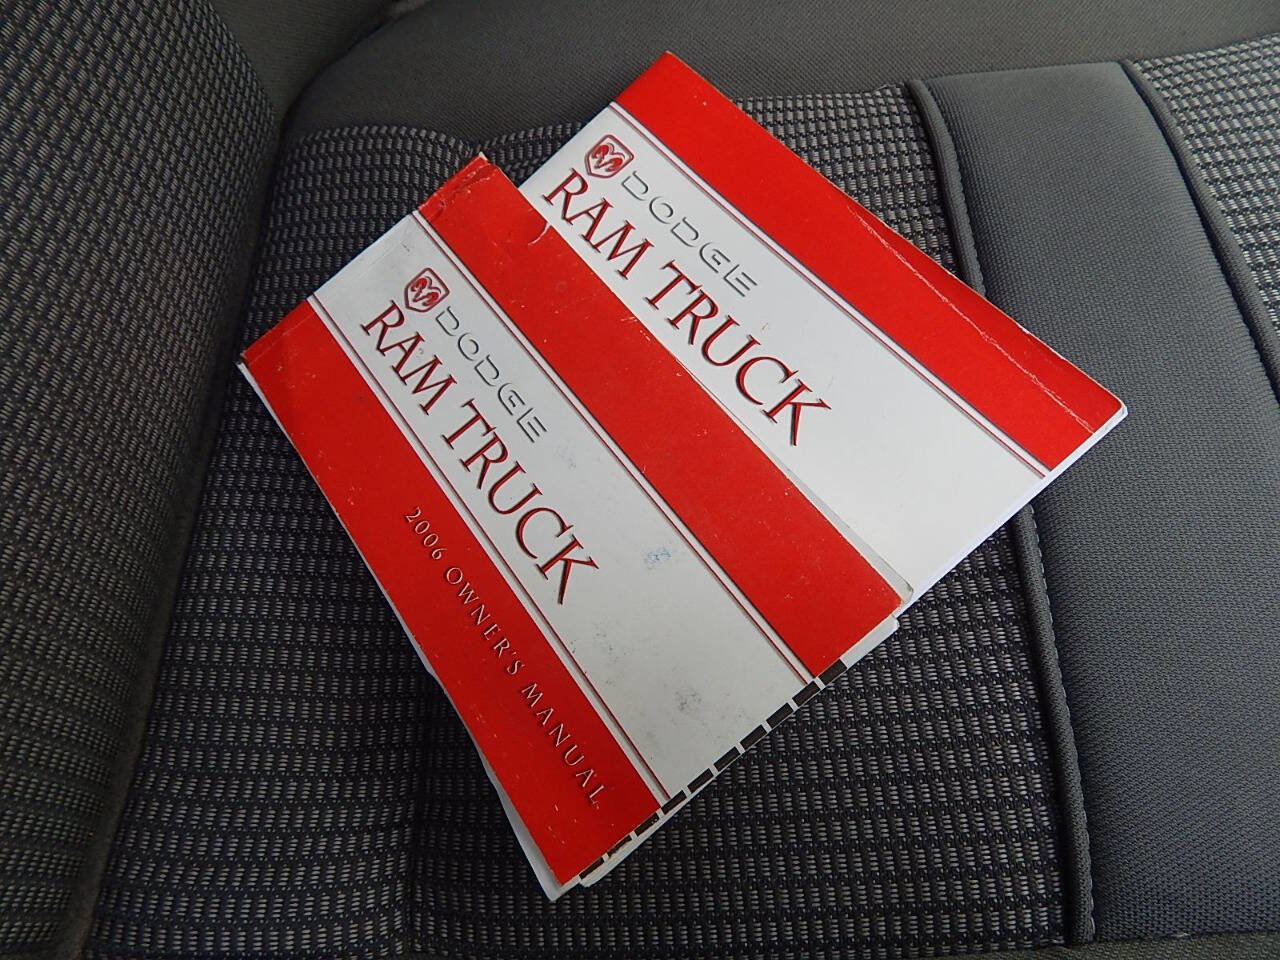 DODGE
RAM TRUCK
2006 OWNER'S MANUAL
DODGE
RAM TRUCK